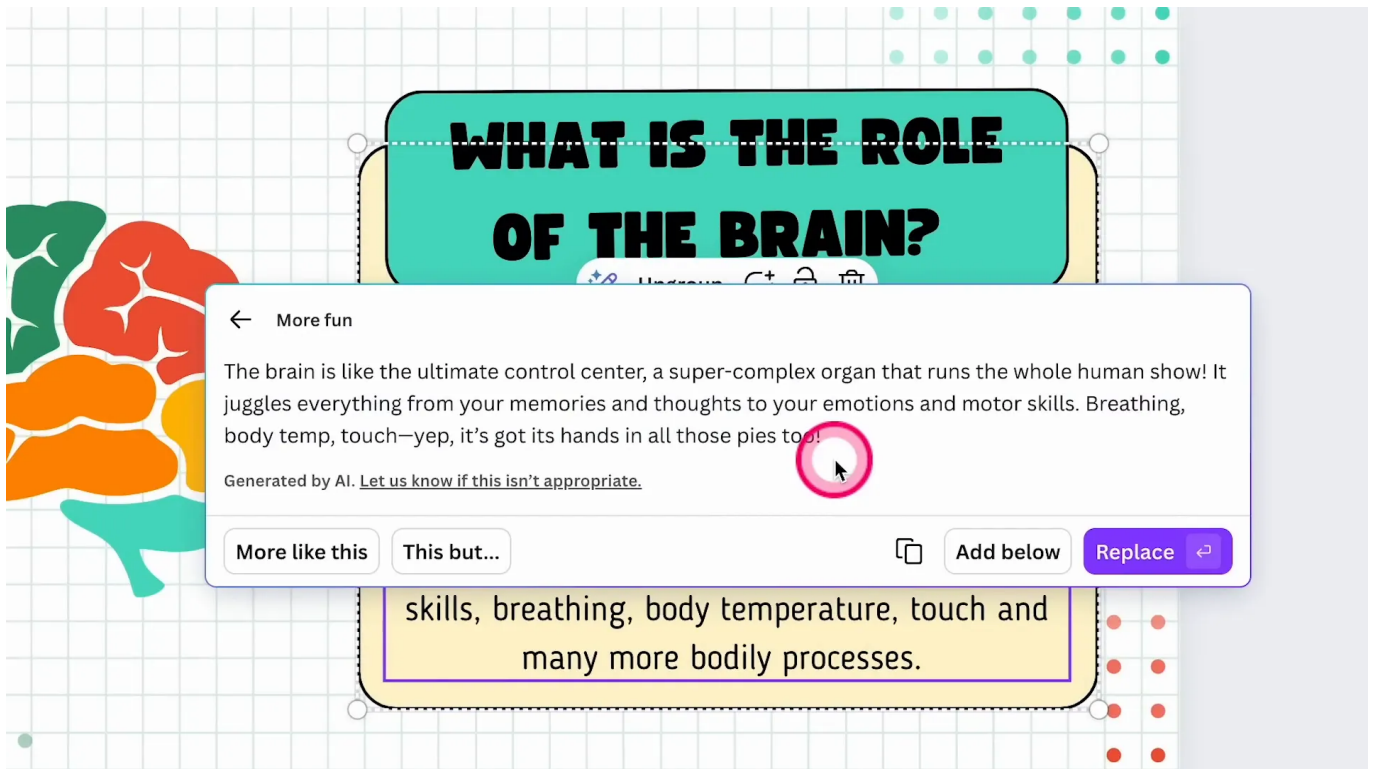 WHAT IS THE ROLE
OF THE BRAIN?
Ungroup
More fun
The brain is like the ultimate control center, a super-complex organ that runs the whole human show! It
juggles everything from your memories and thoughts to your emotions and motor skills. Breathing,
body temp, touch—yep, it's got its hands in all those pies too!
Generated by AI. Let us know if this isn't appropriate.
More like this
This but...
Add below
Replace
skills, breathing, body temperature, touch and
many more bodily processes.